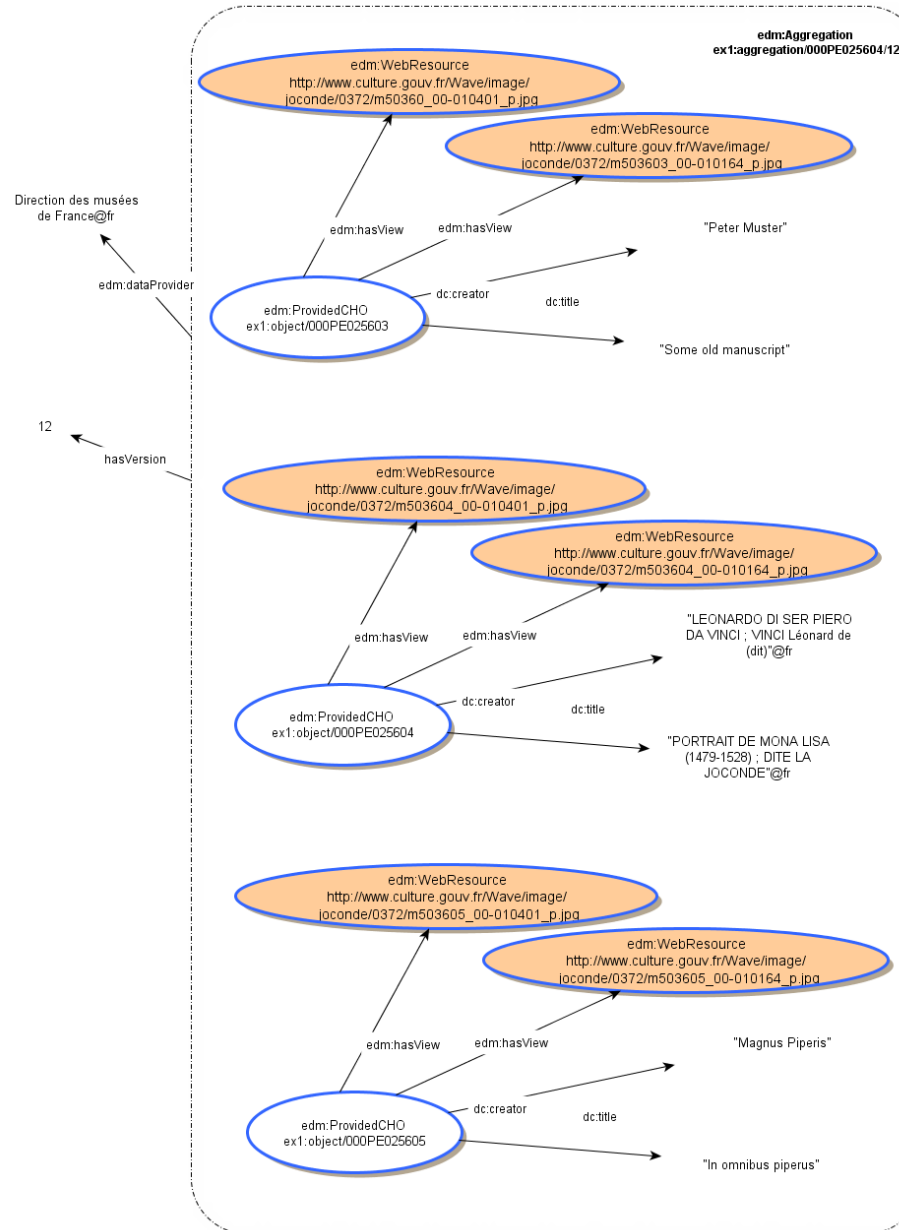 edm:Aggregation
ex1:aggregation/000PE025604/12
edm:WebResource
http://www.culture.gouv.fr/Wave/image/
joconde/0372/m50360_00-010401_p.jpg
edm:WebResource
http://www.culture.gouv.fr/Wave/image/
joconde/0372/m503603_00-010164_p.jpg
Direction des musées
de France@fr
edm:dataProvider
edm:hasView
edm:hasView
"Peter Muster"
dc:creator
dc:title
edm:ProvidedCHO
ex1:object/000PE025603
"Some old manuscript"
12
hasVersion
edm:WebResource
http://www.culture.gouv.fr/Wave/image/
joconde/0372/m503604_00-010401_p.jpg
edm:WebResource
http://www.culture.gouv.fr/Wave/image/
joconde/0372/m503604_00-010164_p.jpg
edm:hasView
edm:hasView
"LEONARDO DI SER PIERO
DA VINCI ; VINCI Léonard de
(dit)"@fr
dc:creator
dc:title
edm:ProvidedCHO
ex1:object/000PE025604
"PORTRAIT DE MONA LISA
(1479-1528) ; DITE LA
JOCONDE"@fr
edm:WebResource
http://www.culture.gouv.fr/Wave/image/
joconde/0372/m503605_00-010401_p.jpg
edm:WebResource
http://www.culture.gouv.fr/Wave/image/
joconde/0372/m503605_00-010164_p.jpg
edm:hasView
edm:hasView
"Magnus Piperis"
dc:creator
dc:title
edm:ProvidedCHO
ex1:object/000PE025605
"In omnibus piperus"